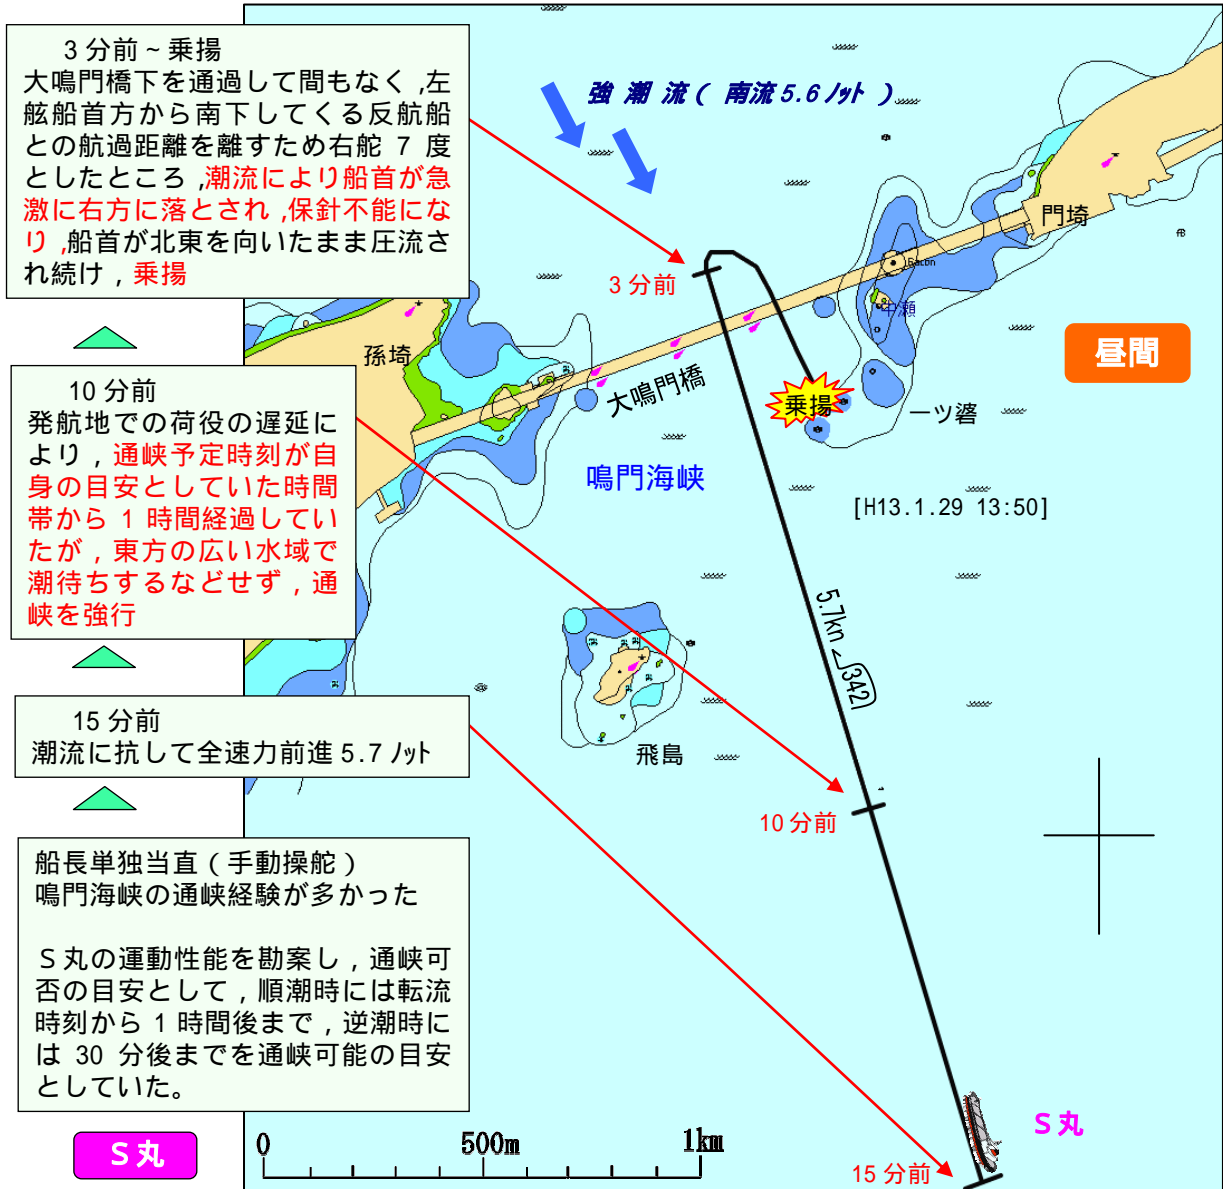 3分前~乗揚
大鳴門橋下を通過して間もなく,左
舷船首方から南下してくる反航船
との航過距離を離すため右舵 7 度
としたところ,潮流により船首が急
激に右方に落とされ,保針不能にな
り,船首が北東を向いたまま圧流さ
れ続け,乗揚
10分前
発航地での荷役の遅延に
より,通峡予定時刻が自
身の目安としていた時間
帯から 1 時間経過してい
たが,東方の広い水域で
潮待ちするなどせず,通
峡を強行
15分前
潮流に抗して全速力前進 5.7 ノット
船長単独当直(手動操舵)
鳴門海峡の通峡経験が多かった
S丸の運動性能を勘案し,通峡可
否の目安として,順潮時には転流
時刻から 1 時間後まで,逆潮時に
は 30 分後までを通峡可能の目安
としていた。
S丸
強 潮 流 ( 南流 5.6 ノット )
門埼
Racon
中瀬
3分前
孫埼
大鳴門橋
昼間
乗揚
一ツ碆
鳴門海峡
[H13.1.29 13:50]
5.7kn
342
飛島
10分前
S丸
15分前
0
500m
1km